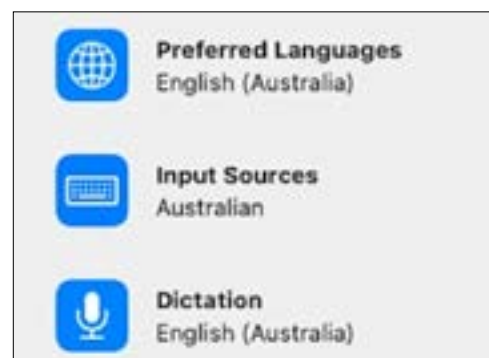 Preferred Languages
English (Australia)
Input Sources
Australian
Dictation
English (Australia)